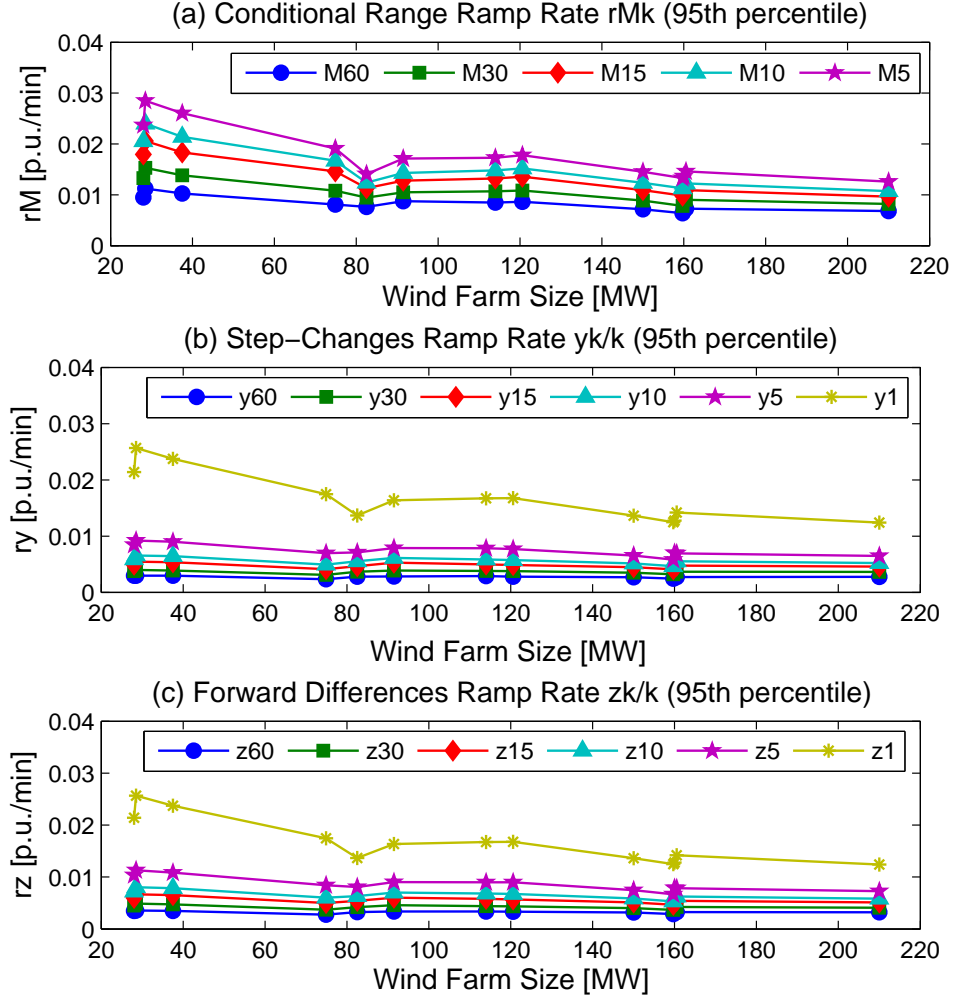 (a) Conditional Range Ramp Rate rMk (95th percentile)
0.04
0.03
0.02
0.01
0
rM [p.u./min]
M60 M30 M15 M10 M5
20 40 60 80 100 120 140 160 180 200 220
Wind Farm Size [MW]
(b) Step−Changes Ramp Rate yk/k (95th percentile)
0.04
0.03
0.02
0.01
0
ry [p.u./min]
y60 y30 y15 y10 y5 y1
20 40 60 80 100 120 140 160 180 200 220
Wind Farm Size [MW]
(c) Forward Differences Ramp Rate zk/k (95th percentile)
0.04
0.03
0.02
0.01
0
rz [p.u./min]
z60 z30 z15 z10 z5 z1
20 40 60 80 100 120 140 160 180 200 220
Wind Farm Size [MW]